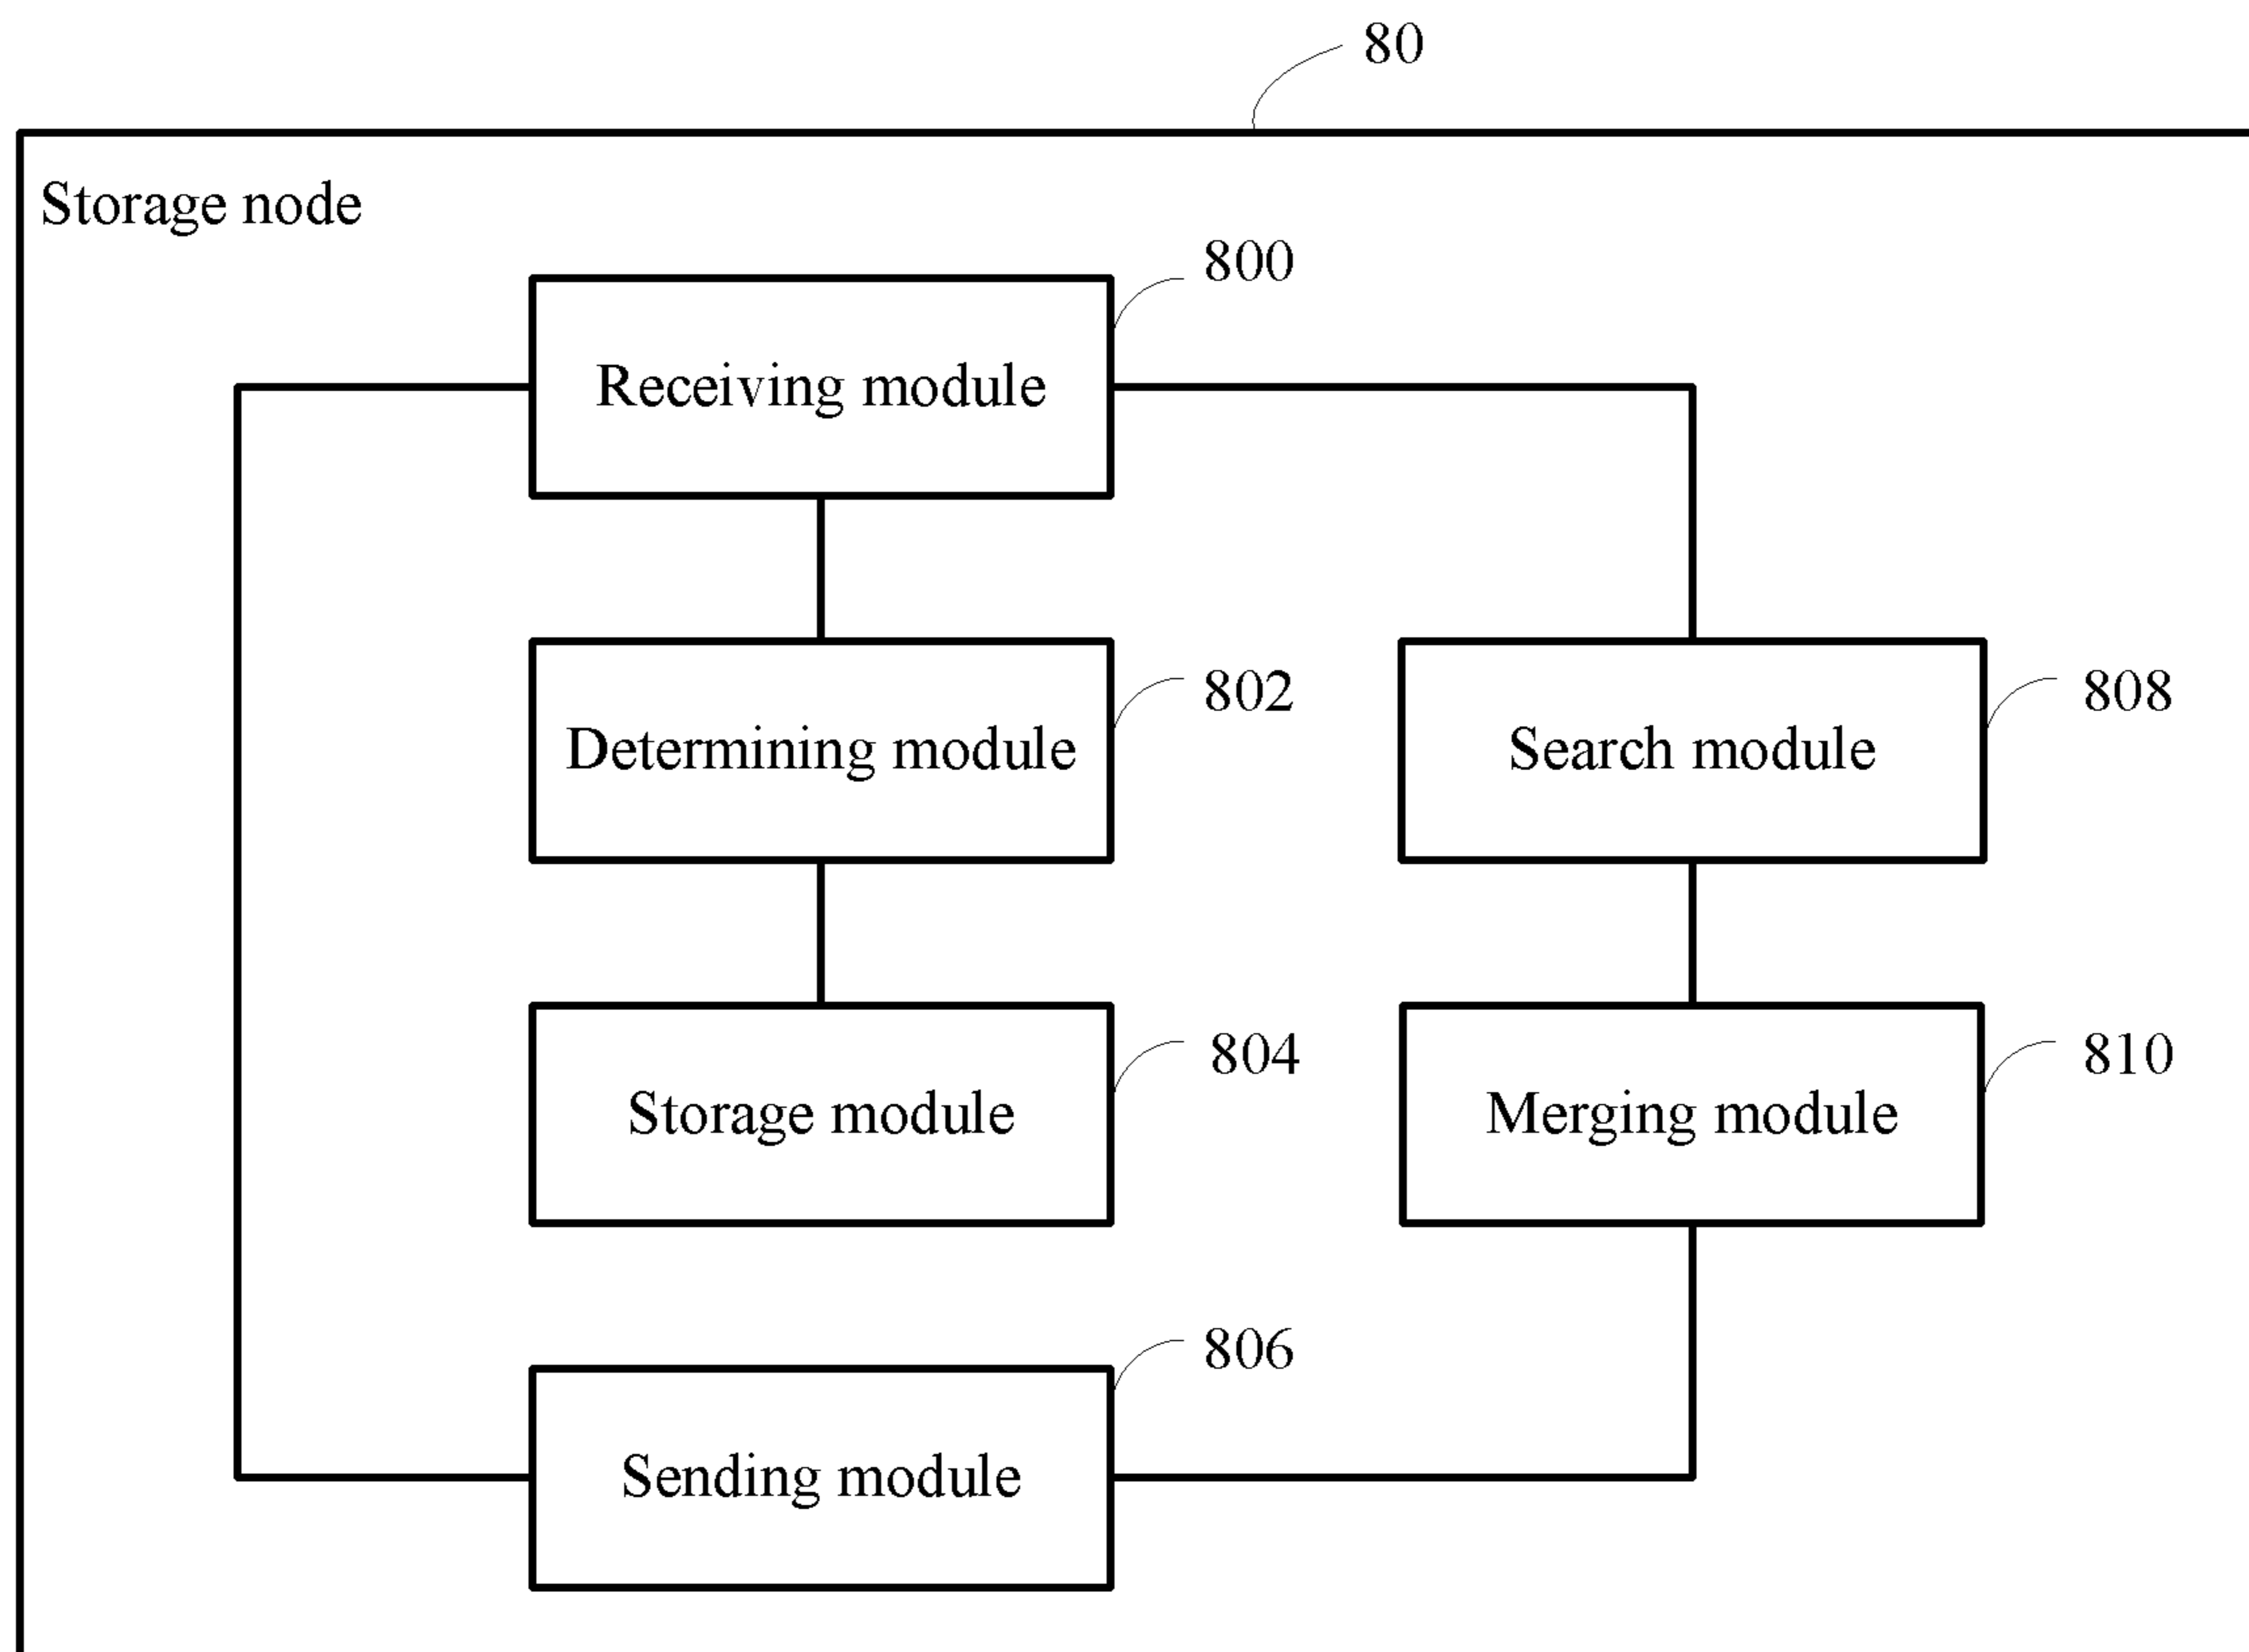 80
Storage node
800
Receiving module
802
Determining module
808
Search module
804
Storage module
810
Merging module
806
Sending module